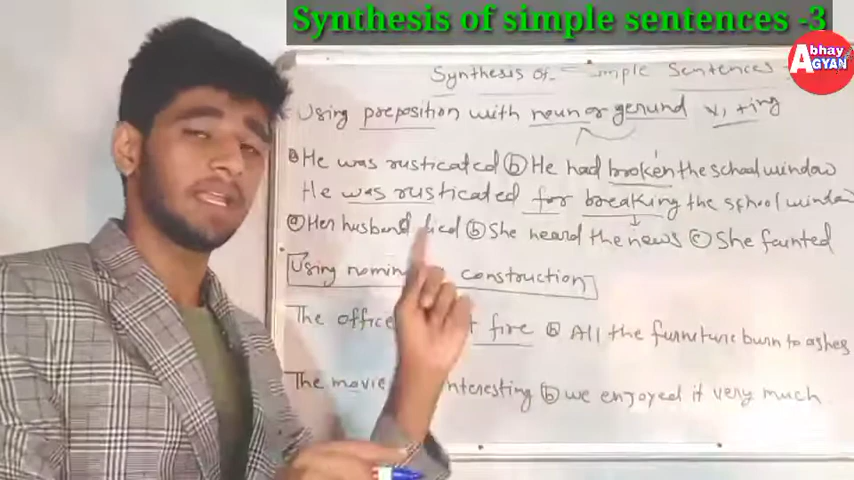 Synthesis of simple sentences -3
Abhay
AGYAN
Synthesis of Simple Sentences
Using preposition with noun or gerund V1 + ing
ⓐ He was rusticated ⓑ He had broken the school window
He was rusticated for breaking the school window
ⓐ Her husband died ⓑ She heard the news ⓒ She fainted
Using construction
The office fire ⓑ All the furniture burn to ashes
The movie interesting ⓑ we enjoyed it very much